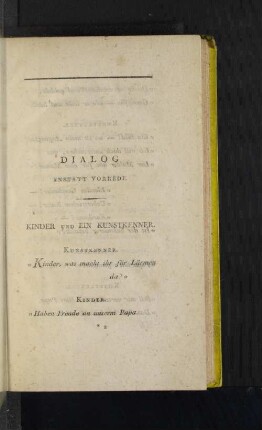 DIALOG
ANSTATT VORREDE.
KINDER UND EIN KUNSTKENNER.
KUNSTKENNER.
„Kinder, was macht ihr für Lärmen
da?“
KINDER.
„Haben Freude an unserm Papa